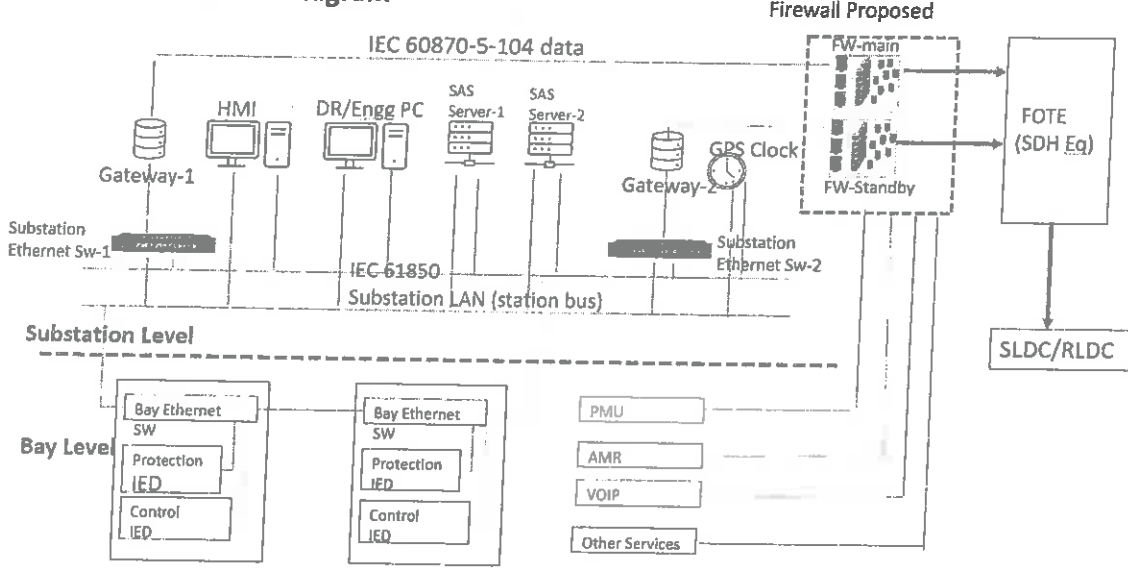 Firewall Proposed
IEC 60870-5-104 data
FW-main
HMI
DR/Engg PC
SAS
Server-1
SAS
Server-2
FOTE
(SDH Eq)
Gateway-1
GPS Clock
Gateway-2
FW-Standby
Substation
Ethernet Sw-1
Substation
Ethernet Sw-2
IEC 61850
Substation LAN (station bus)
Substation Level
SLDC/RLDC
Bay Level
Bay Ethernet
SW
Protection
IED
Control
IED
Bay Ethernet
SW
Protection
IED
Control
IED
PMU
AMR
VOIP
Other Services